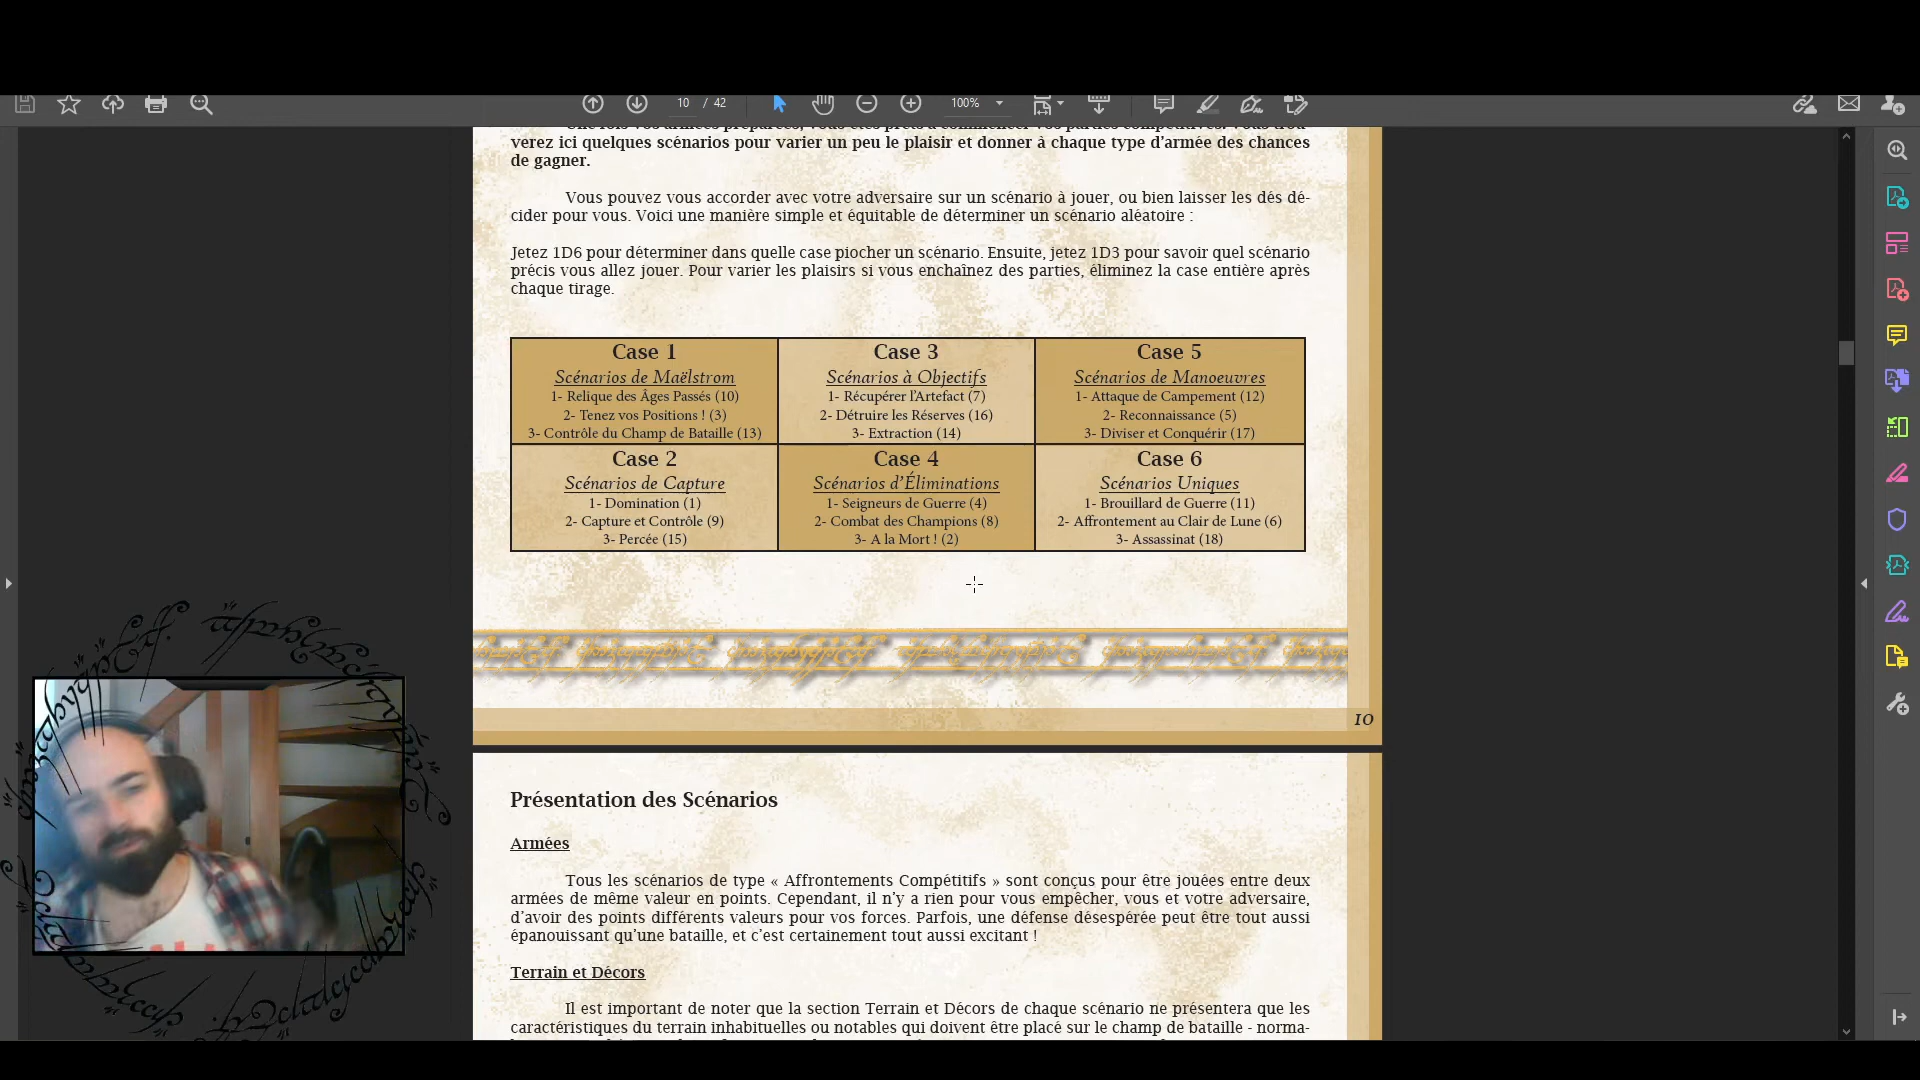 10 / 42
100%
verez ici quelques scénarios pour varier un peu le plaisir et donner à chaque type d'armée des chances
de gagner.
Vous pouvez vous accorder avec votre adversaire sur un scénario à jouer, ou bien laisser les dés dé-
cider pour vous. Voici une manière simple et équitable de déterminer un scénario aléatoire :
Jetez 1D6 pour déterminer dans quelle case piocher un scénario. Ensuite, jetez 1D3 pour savoir quel scénario
précis vous allez jouer. Pour varier les plaisirs si vous enchaînez des parties, éliminez la case entière après
chaque tirage.
Case 1
Scénarios de Maëlstrom
1- Relique des Âges Passés (10)
2- Tenez vos Positions ! (3)
3- Contrôle du Champ de Bataille (13)
Case 3
Scénarios à Objectifs
1- Récupérer l'Artefact (7)
2- Détruire les Réserves (16)
3- Extraction (14)
Case 5
Scénarios de Manoeuvres
1- Attaque de Campement (12)
2- Reconnaissance (5)
3- Diviser et Conquérir (17)
Case 2
Scénarios de Capture
1- Domination (1)
2- Capture et Contrôle (9)
3- Percée (15)
Case 4
Scénarios d'Éliminations
1- Seigneurs de Guerre (4)
2- Combat des Champions (8)
3- A la Mort ! (2)
Case 6
Scénarios Uniques
1- Brouillard de Guerre (11)
2- Affrontement au Clair de Lune (6)
3- Assassinat (18)
10
Présentation des Scénarios
Armées
Tous les scénarios de type « Affrontements Compétitifs » sont conçus pour être jouées entre deux
armées de même valeur en points. Cependant, il n'y a rien pour vous empêcher, vous et votre adversaire,
d'avoir des points différents valeurs pour vos forces. Parfois, une défense désespérée peut être tout aussi
épanouissant qu'une bataille, et c'est certainement tout aussi excitant !
Terrain et Décors
Il est important de noter que la section Terrain et Décors de chaque scénario ne présentera que les
caractéristiques du terrain inhabituelles ou notables qui doivent être placé sur le champ de bataille - norma-